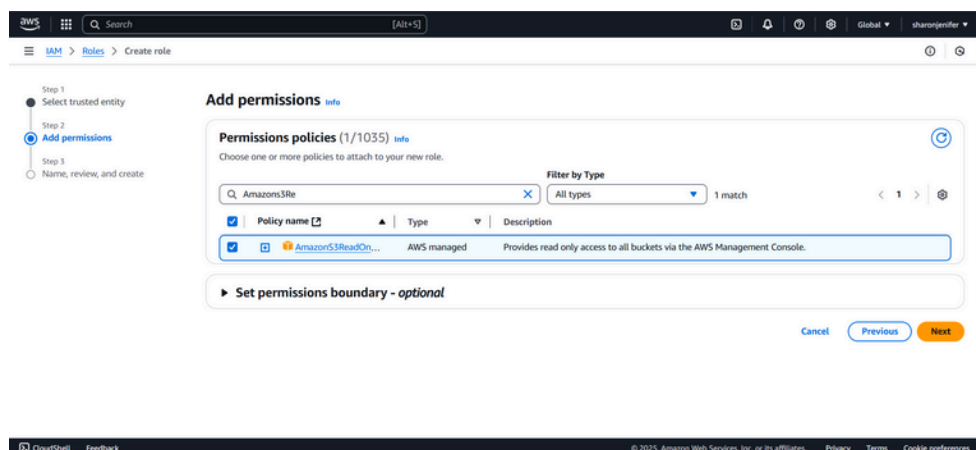 aws Search [Alt+S] Global sharonjenifer
IAM > Roles > Create role
Step 1
Select trusted entity
Step 2
Add permissions
Step 3
Name, review, and create
Add permissions Info
Permissions policies (1/1035) Info
Choose one or more policies to attach to your new role.
Filter by Type
Amazons3Re All types 1 match 1
Policy name Type Description
AmazonS3ReadOn... AWS managed Provides read only access to all buckets via the AWS Management Console.
Set permissions boundary - optional
Cancel Previous Next
CloudShell Feedback © 2025, Amazon Web Services, Inc. or its affiliates. Privacy Terms Cookie preferences